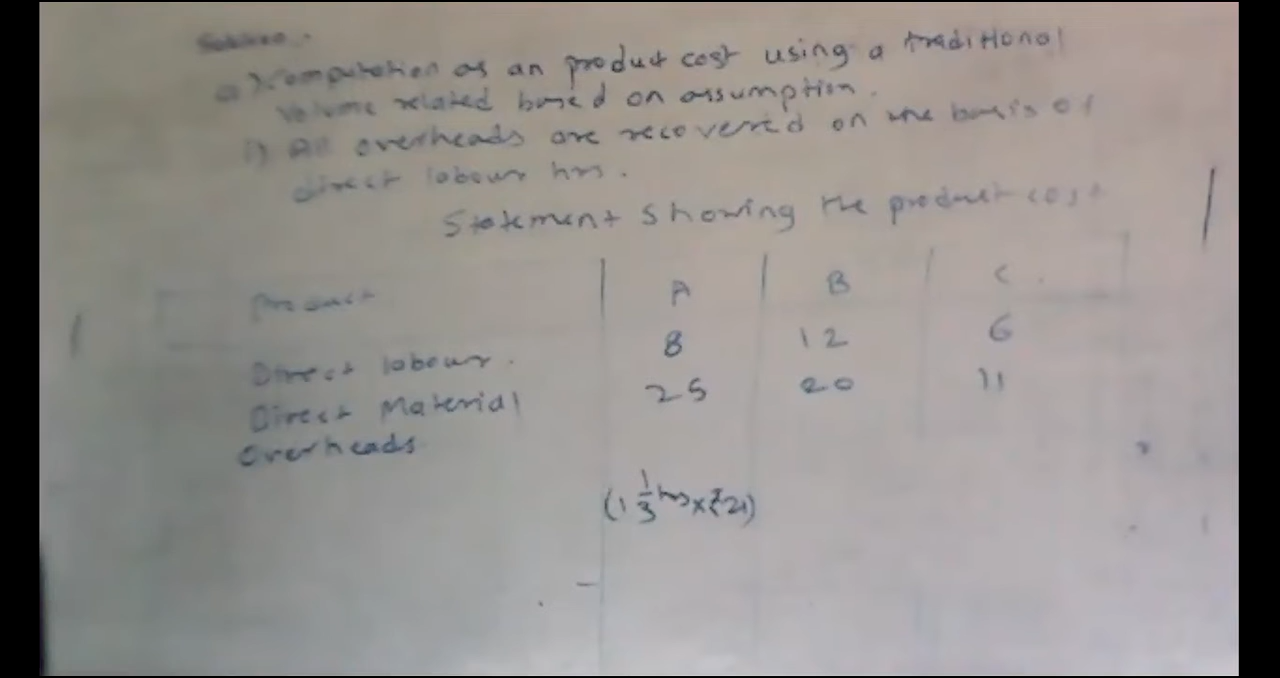 Solution.
a) Computation of an product cost using a traditional
volume related based on assumption.
i) All overheads are recovered on the basis of
direct labour hrs.
Statement showing the product cost
Product A B C
Direct labour. 8 12 6
Direct Material 25 20 11
Overheads
(1 1/3 hrs x ₹21)